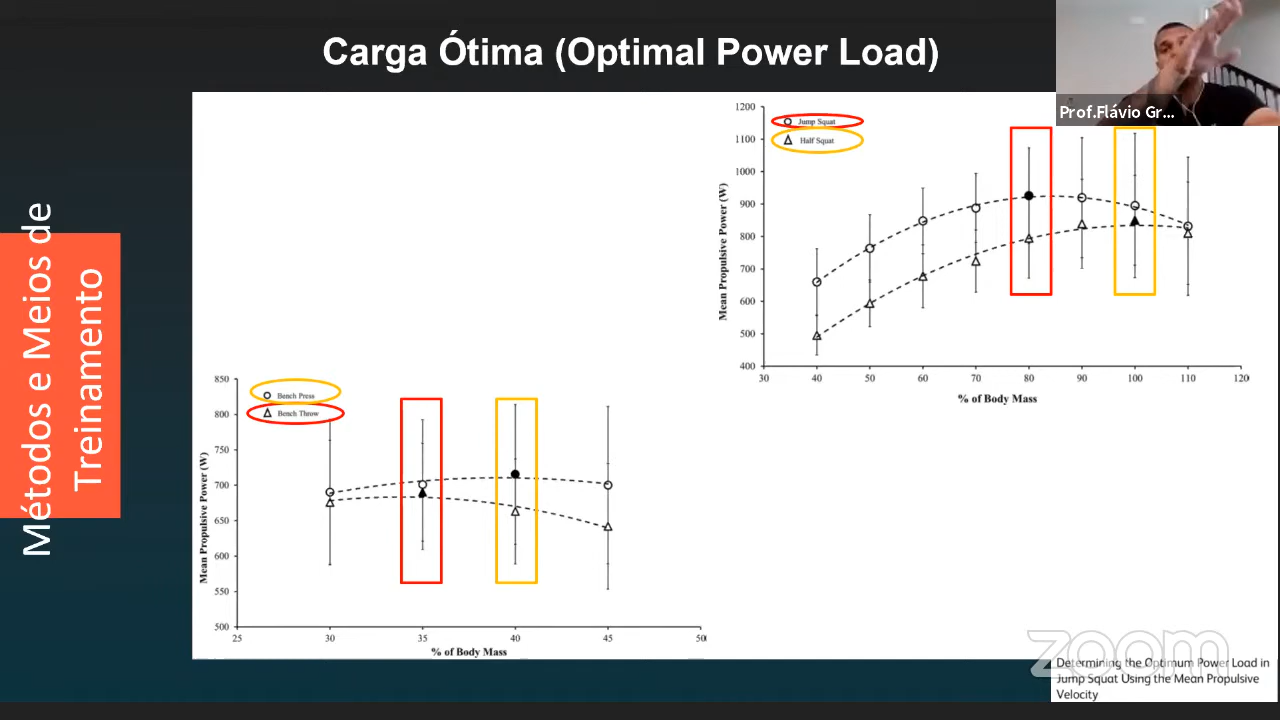 Carga Ótima (Optimal Power Load)
Prof.Flávio Gr...
Métodos e Meios de
Treinamento
1200
1100
1000
900
800
700
600
500
400
Mean Propulsive Power (W)
Jump Squat
Half Squat
30 40 50 60 70 80 90 100 110 120
% of Body Mass
850
800
750
700
650
600
550
500
Mean Propulsive Power (W)
Bench Press
Bench Throw
25 30 35 40 45 50
% of Body Mass
zoom
Determining the Optimum Power Load in
Jump Squat Using the Mean Propulsive
Velocity